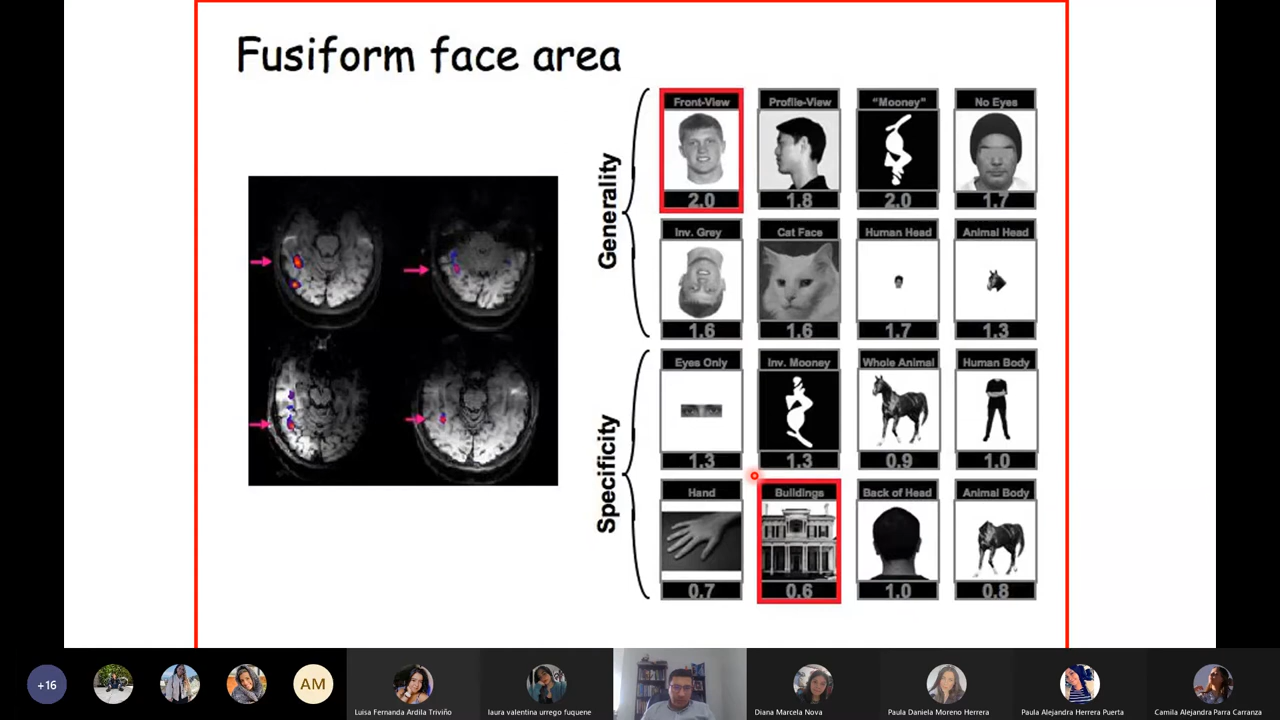 Fusiform face area
Generality
Front-View
Profile-View
"Mooney"
No Eyes
2.0
1.8
2.0
1.7
Inv. Grey
Cat Face
Human Head
Animal Head
1.6
1.6
1.7
1.3
Specificity
Eyes Only
Inv. Mooney
Whole Animal
Human Body
1.3
1.3
0.9
1.0
Hand
Buildings
Back of Head
Animal Body
0.7
0.6
1.0
0.8
+16
AM
Luisa Fernanda Ardila Triviño
laura valentina urrego fuquene
Diana Marcela Nova
Paula Daniela Moreno Herrera
Paula Alejandra Herrera Puerta
Camila Alejandra Parra Carranza